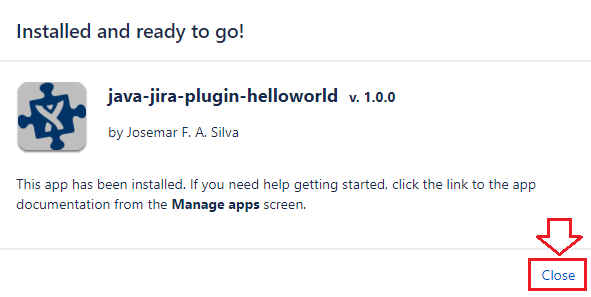 Installed and ready to go!
java-jira-plugin-helloworld v. 1.0.0
by Josemar F. A. Silva
This app has been installed. If you need help getting started, click the link to the app
documentation from the Manage apps screen.
Close